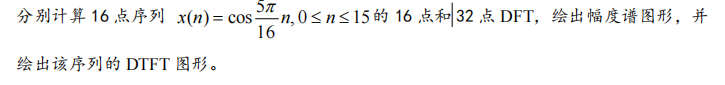 分别计算 16 点序列 x(n) = cos 5π/16 n, 0 ≤ n ≤ 15 的 16 点和 32 点 DFT，绘出幅度谱图形，并
绘出该序列的 DTFT 图形。